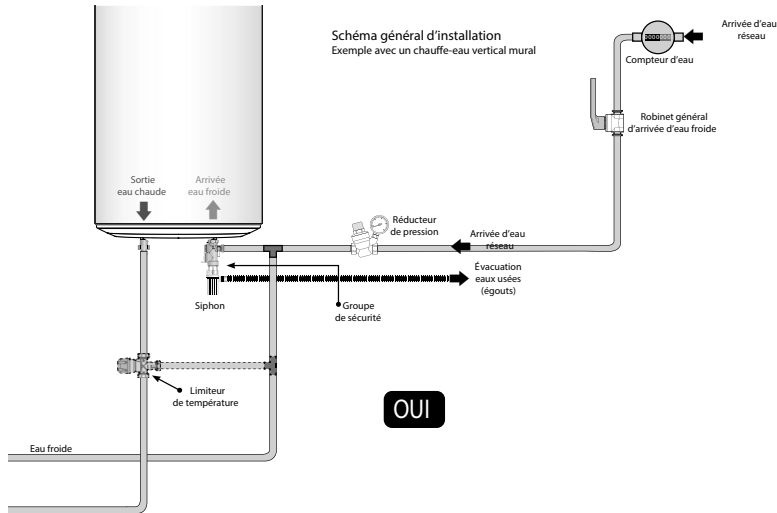 Schéma général d'installation
Exemple avec un chauffe-eau vertical mural
Arrivée d'eau
réseau
Compteur d'eau
Robinet général
d'arrivée d'eau froide
Sortie
eau chaude
Arrivée
eau froide
Réducteur
de pression
Arrivée d'eau
réseau
Évacuation
eaux usées
(égouts)
Siphon
Groupe
de sécurité
Limiteur
de température
OUI
Eau froide